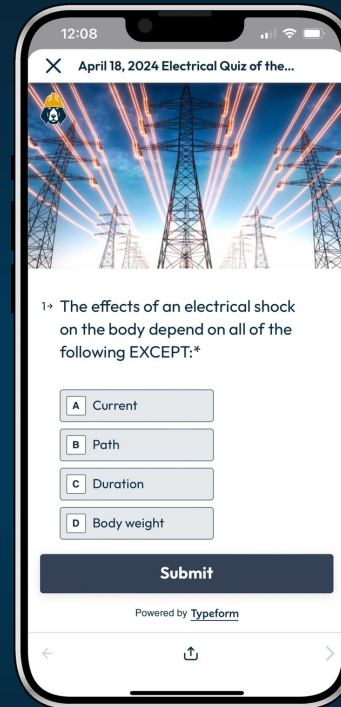 12:08
April 18, 2024 Electrical Quiz of the...
1→ The effects of an electrical shock
on the body depend on all of the
following EXCEPT:*
A Current
B Path
C Duration
D Body weight
Submit
Powered by Typeform